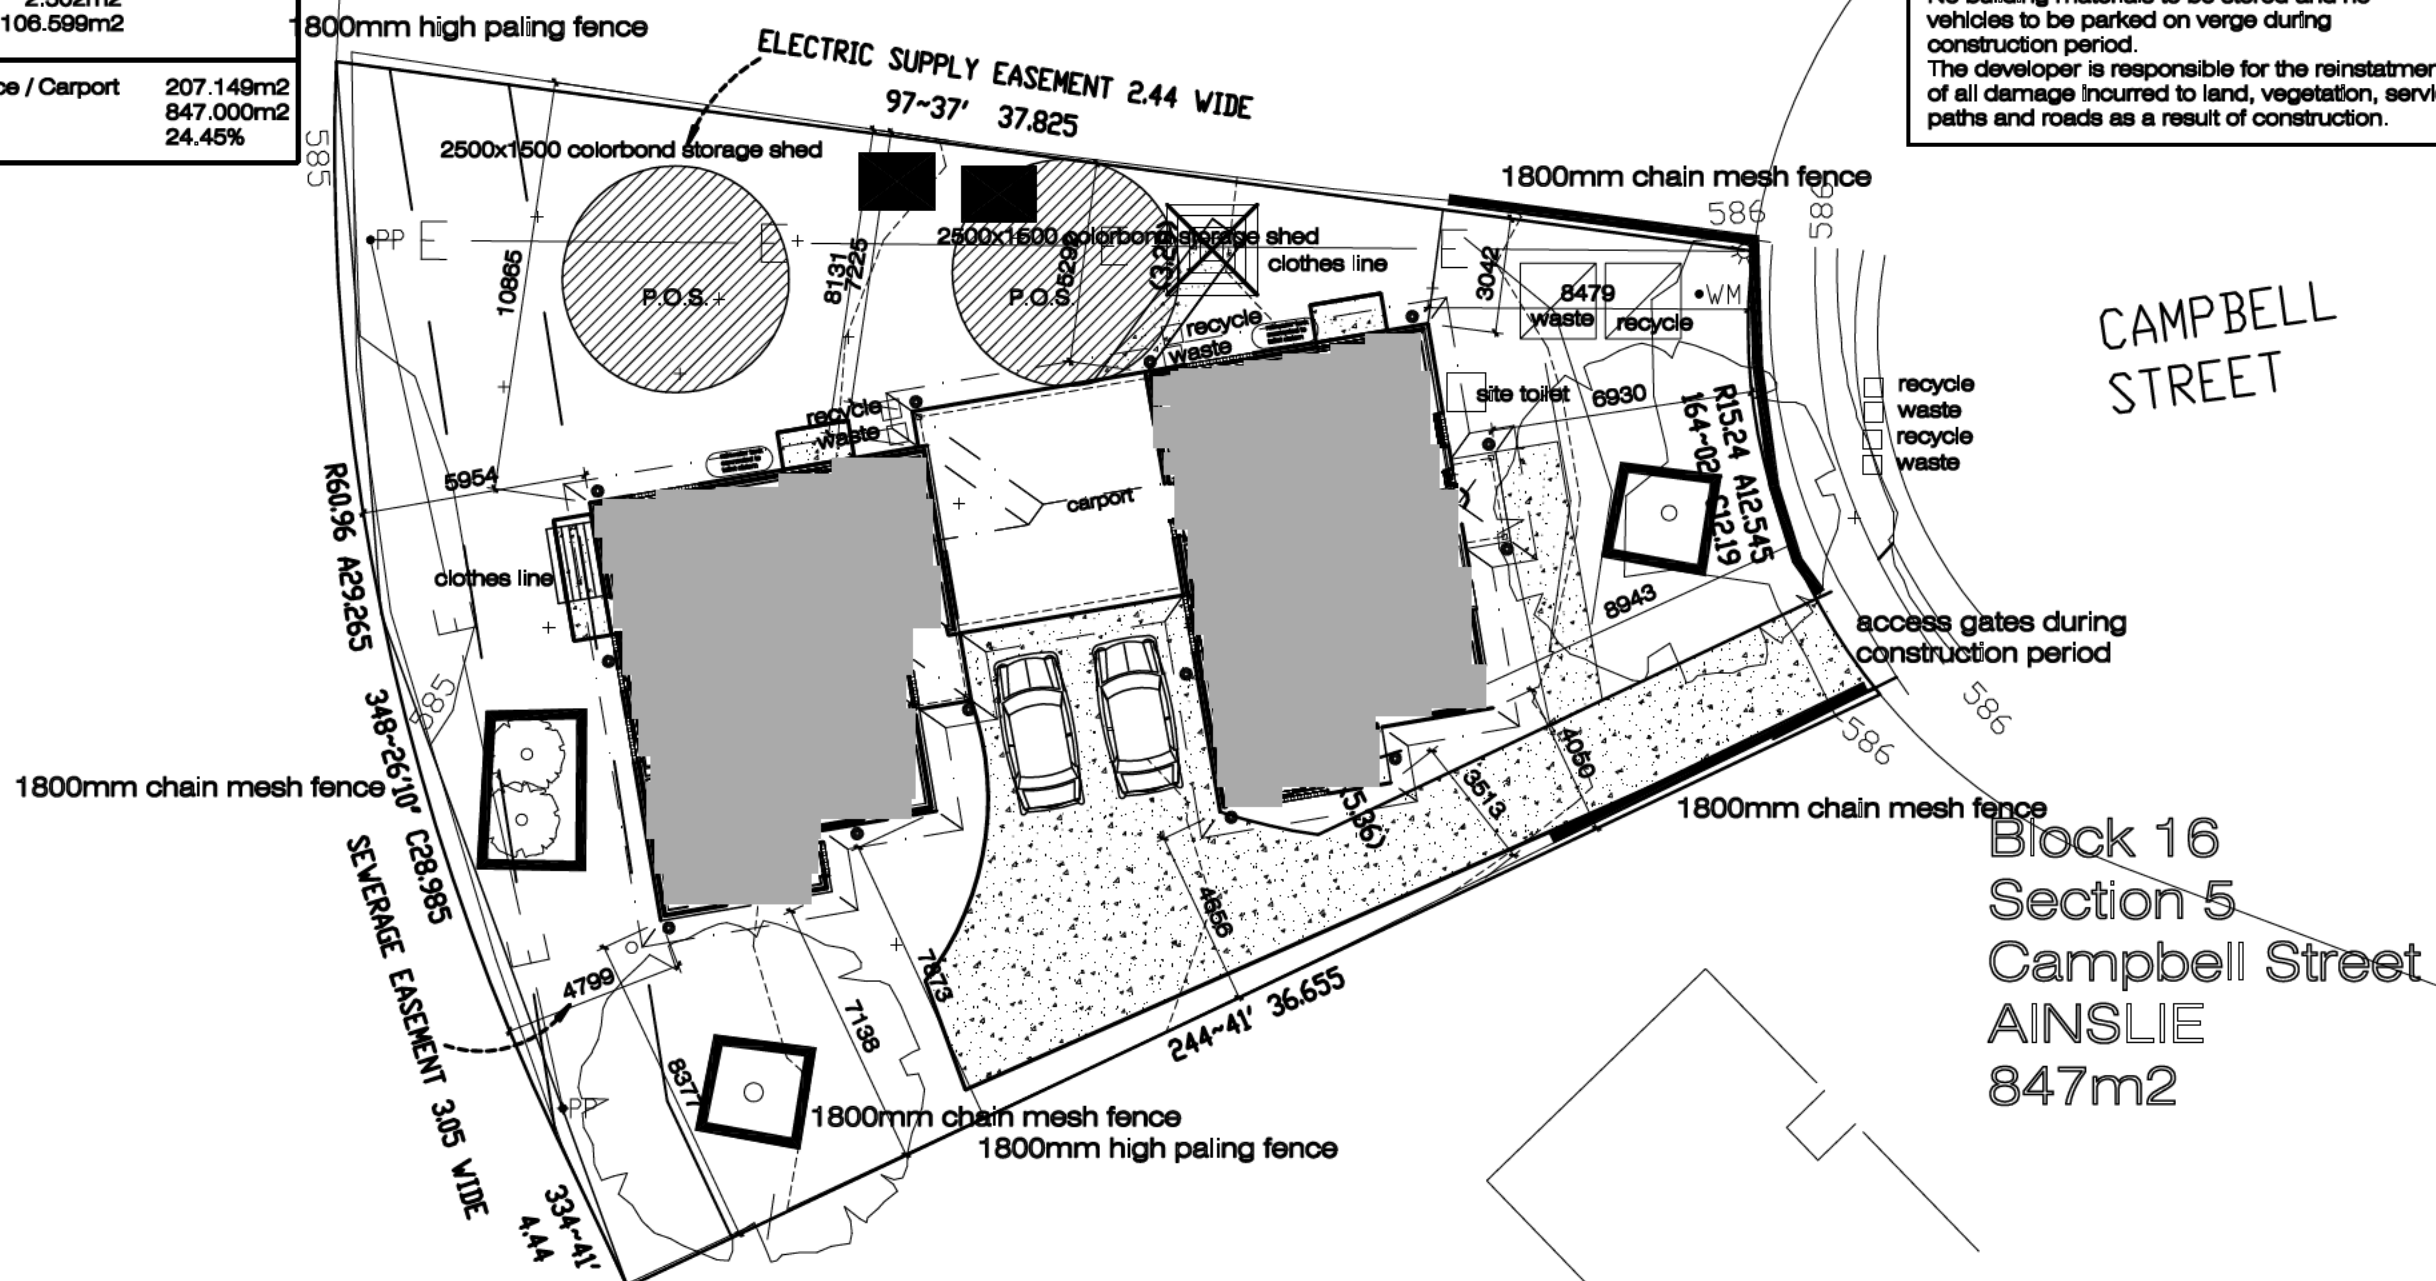 106.599m2
1800mm high paling fence
vehicles to be parked on verge during
construction period.
The developer is responsible for the
of all damage incurred to land, vegetation,
paths and roads as a result of construction.
/ Carport 207.149m2
847.000m2
24.45%
ELECTRIC SUPPLY EASEMENT 2.44 WIDE
97~37' 37.825
585
2500x1500 colorbond storage shed
1800mm chain mesh fence
586
586
PP
E
E
E
E
2500x1500 colorbond storage shed
clothes line
10865
8131
7225
P.O.S.
P.O.S.
3042
8479
WM
waste
recycle
recycle
waste
CAMPBELL
STREET
recycle
waste
recycle
waste
recycle
waste
site toilet
6930
5954
carport
R15.24 A12.545
C12.19
R60.96 A29.265
clothes line
E
8943
access gates during
construction period
585
586
586
348~26'10" C28.985
4050
3513
(5.36)
1800mm chain mesh fence
1800mm chain mesh fence
Block 16
Section 5
Campbell Street
AINSLIE
847m2
SEWERAGE EASEMENT 3.05 WIDE
E
4656
7873
4799
7138
8377
244~41' 36.655
PP
1800mm chain mesh fence
1800mm high paling fence
334~41'
4.44